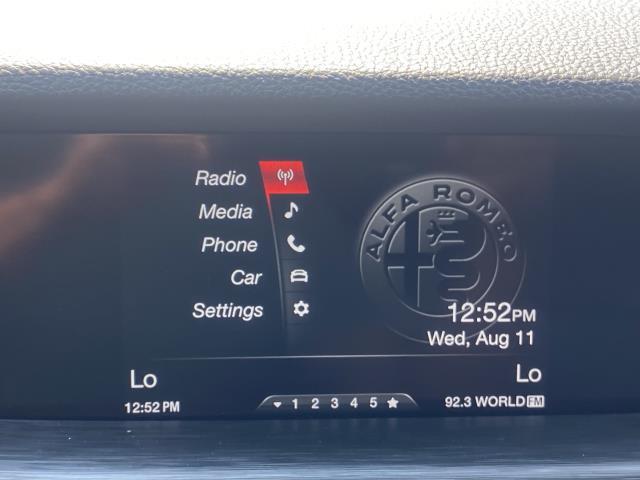 Radio
Media
Phone
Car
Settings
ALFA ROMEO
12:52PM
Wed, Aug 11
Lo
Lo
12:52 PM
1 2 3 4 5
92.3 WORLD FM